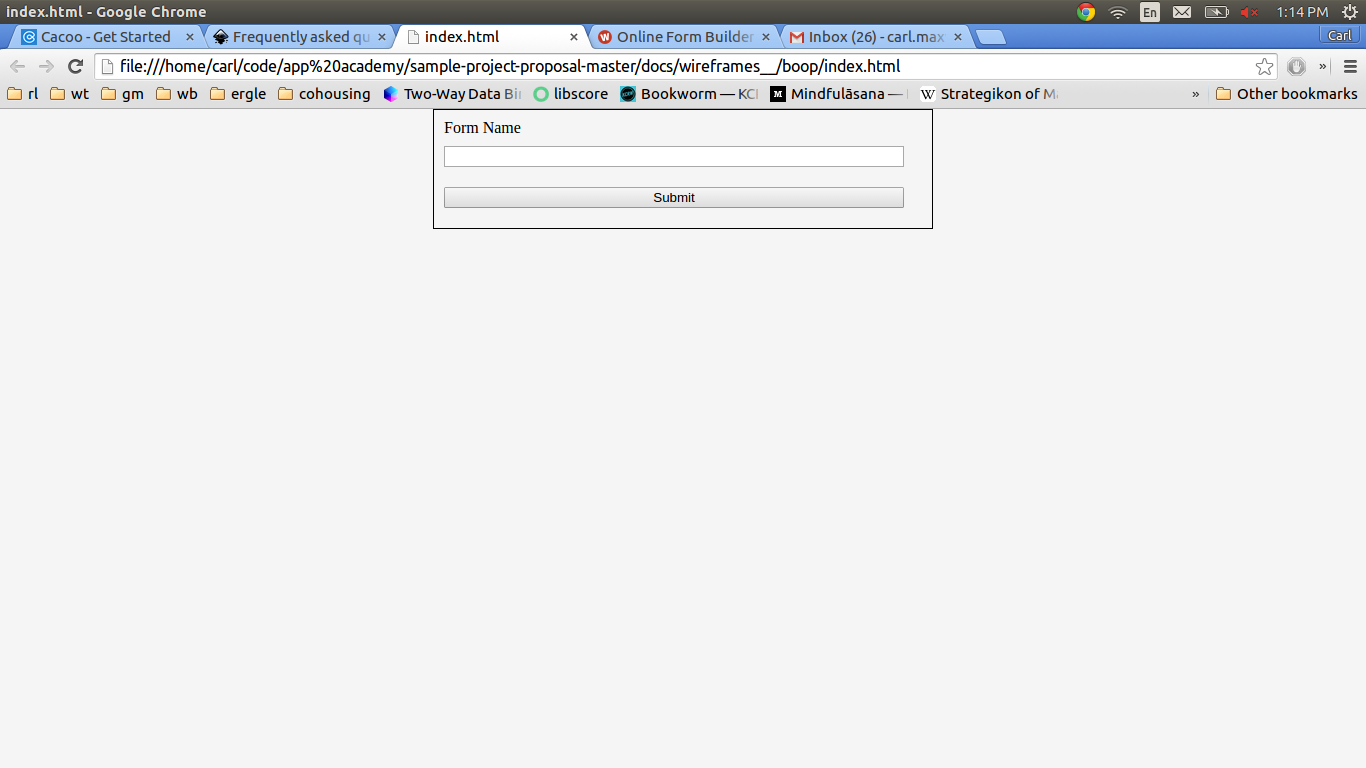 index.html - Google Chrome En 1:14 PM
Cacoo - Get Started Frequently asked qu index.html Online Form Builder Inbox (26) - carl.max Carl
file:///home/carl/code/app%20academy/sample-project-proposal-master/docs/wireframes__/boop/index.html »
rl wt gm wb ergle cohousing Two-Way Data Bin libscore Bookworm — KCI Mindfulāsana — Strategikon of Ma » Other bookmarks
Form Name
Submit